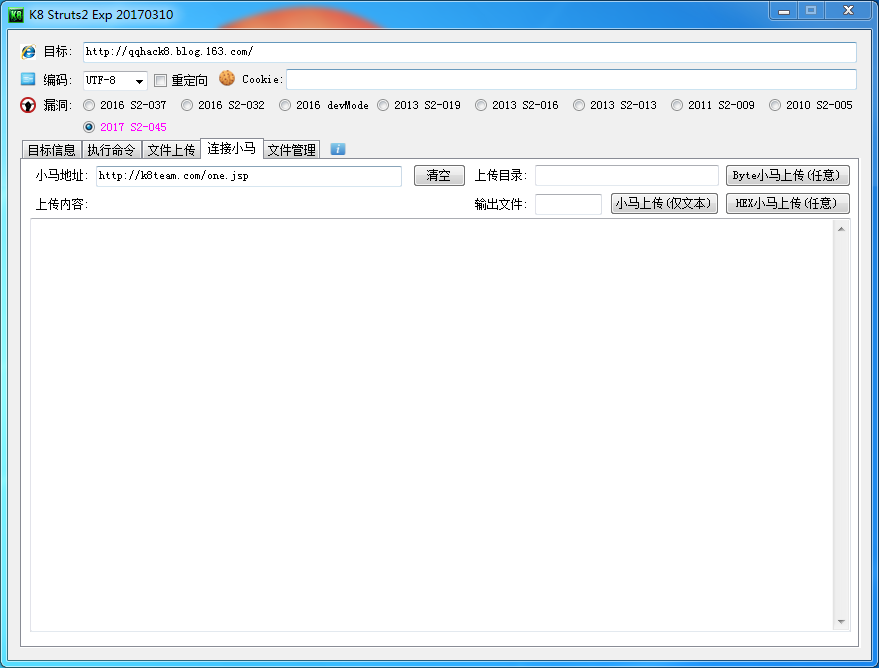 K8 Struts2 Exp 20170310
目标: http://qqhack8.blog.163.com/
编码: UTF-8 重定向 Cookie:
漏洞: 2016 S2-037 2016 S2-032 2016 devMode 2013 S2-019 2013 S2-016 2013 S2-013 2011 S2-009 2010 S2-005
2017 S2-045
目标信息 执行命令 文件上传 连接小马 文件管理
小马地址: http://k8team.com/one.jsp 清空 上传目录: Byte小马上传(任意)
上传内容: 输出文件: 小马上传(仅文本) HEX小马上传(任意)